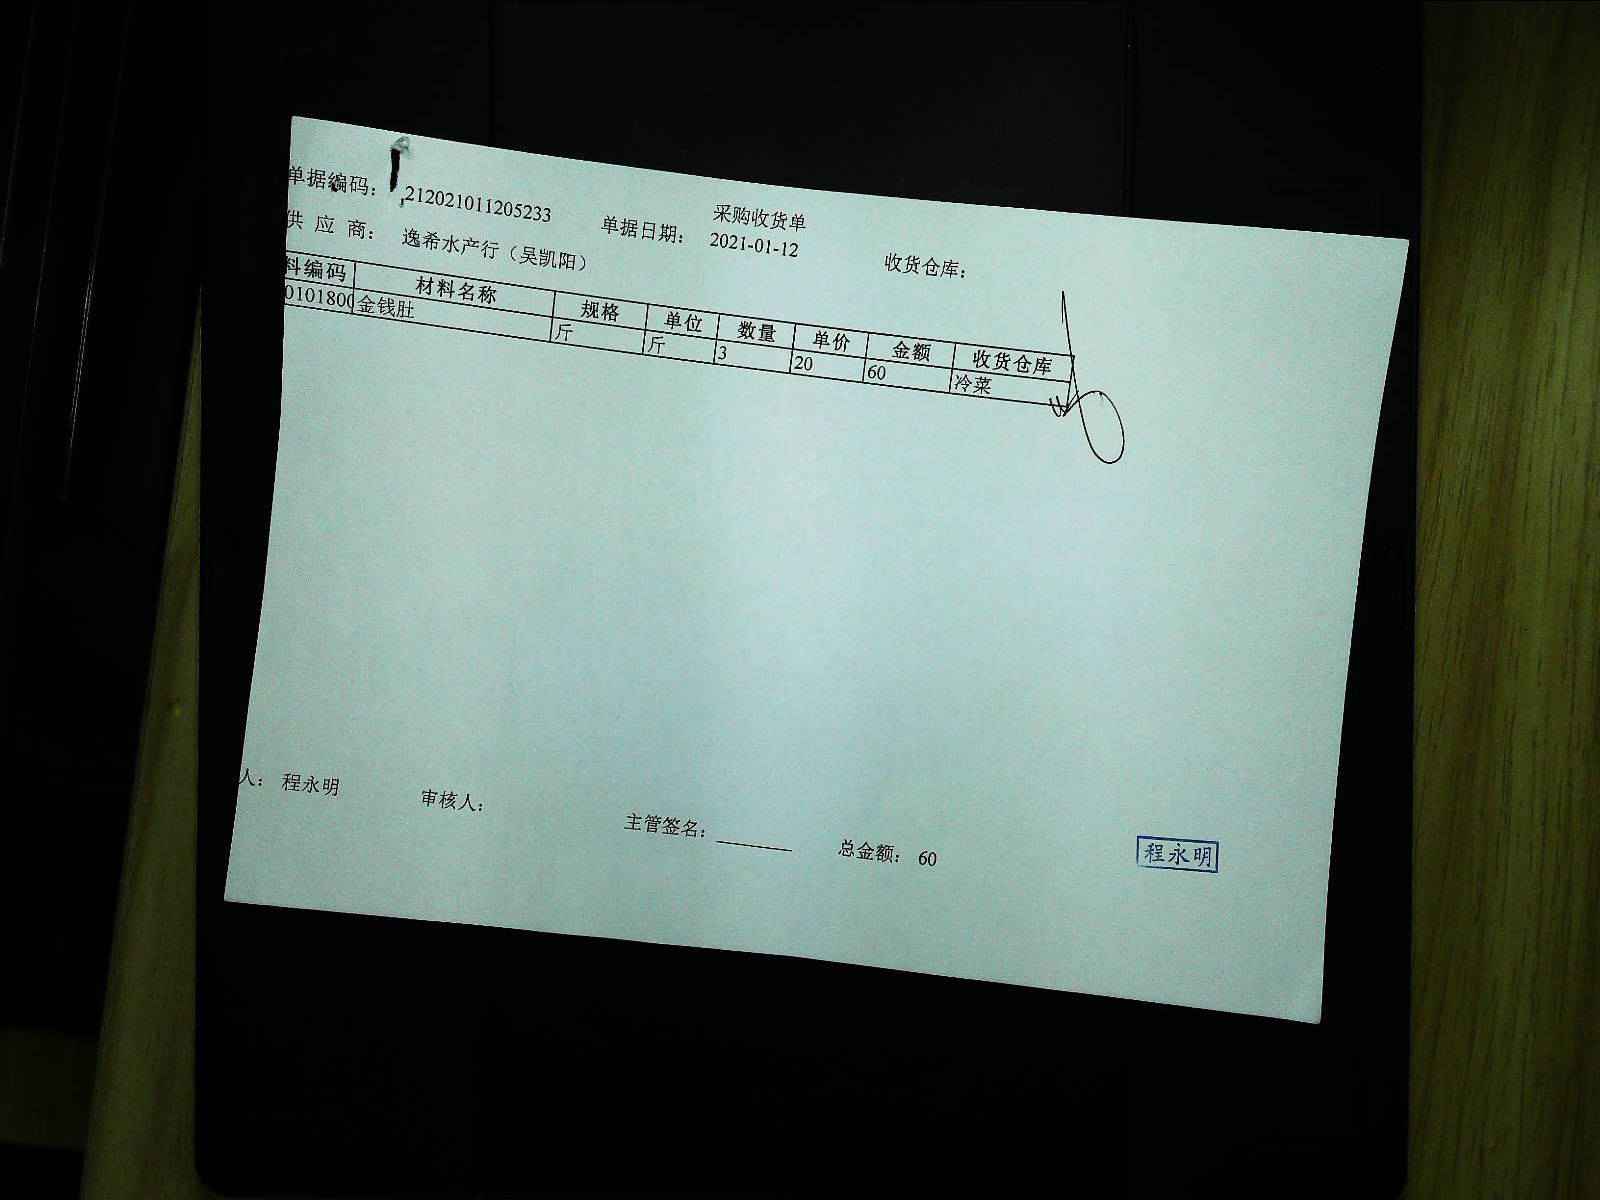 采购收货单
单据编码： 212021011205233 单据日期： 2021-01-12 收货仓库：
供应商： 逸希水产行（吴凯阳）
料编码 材料名称 规格 单位 数量 单价 金额 收货仓库
0101800 金钱肚 斤 斤 3 20 60 冷菜
人： 程永明 审核人： 主管签名： 总金额： 60
程永明